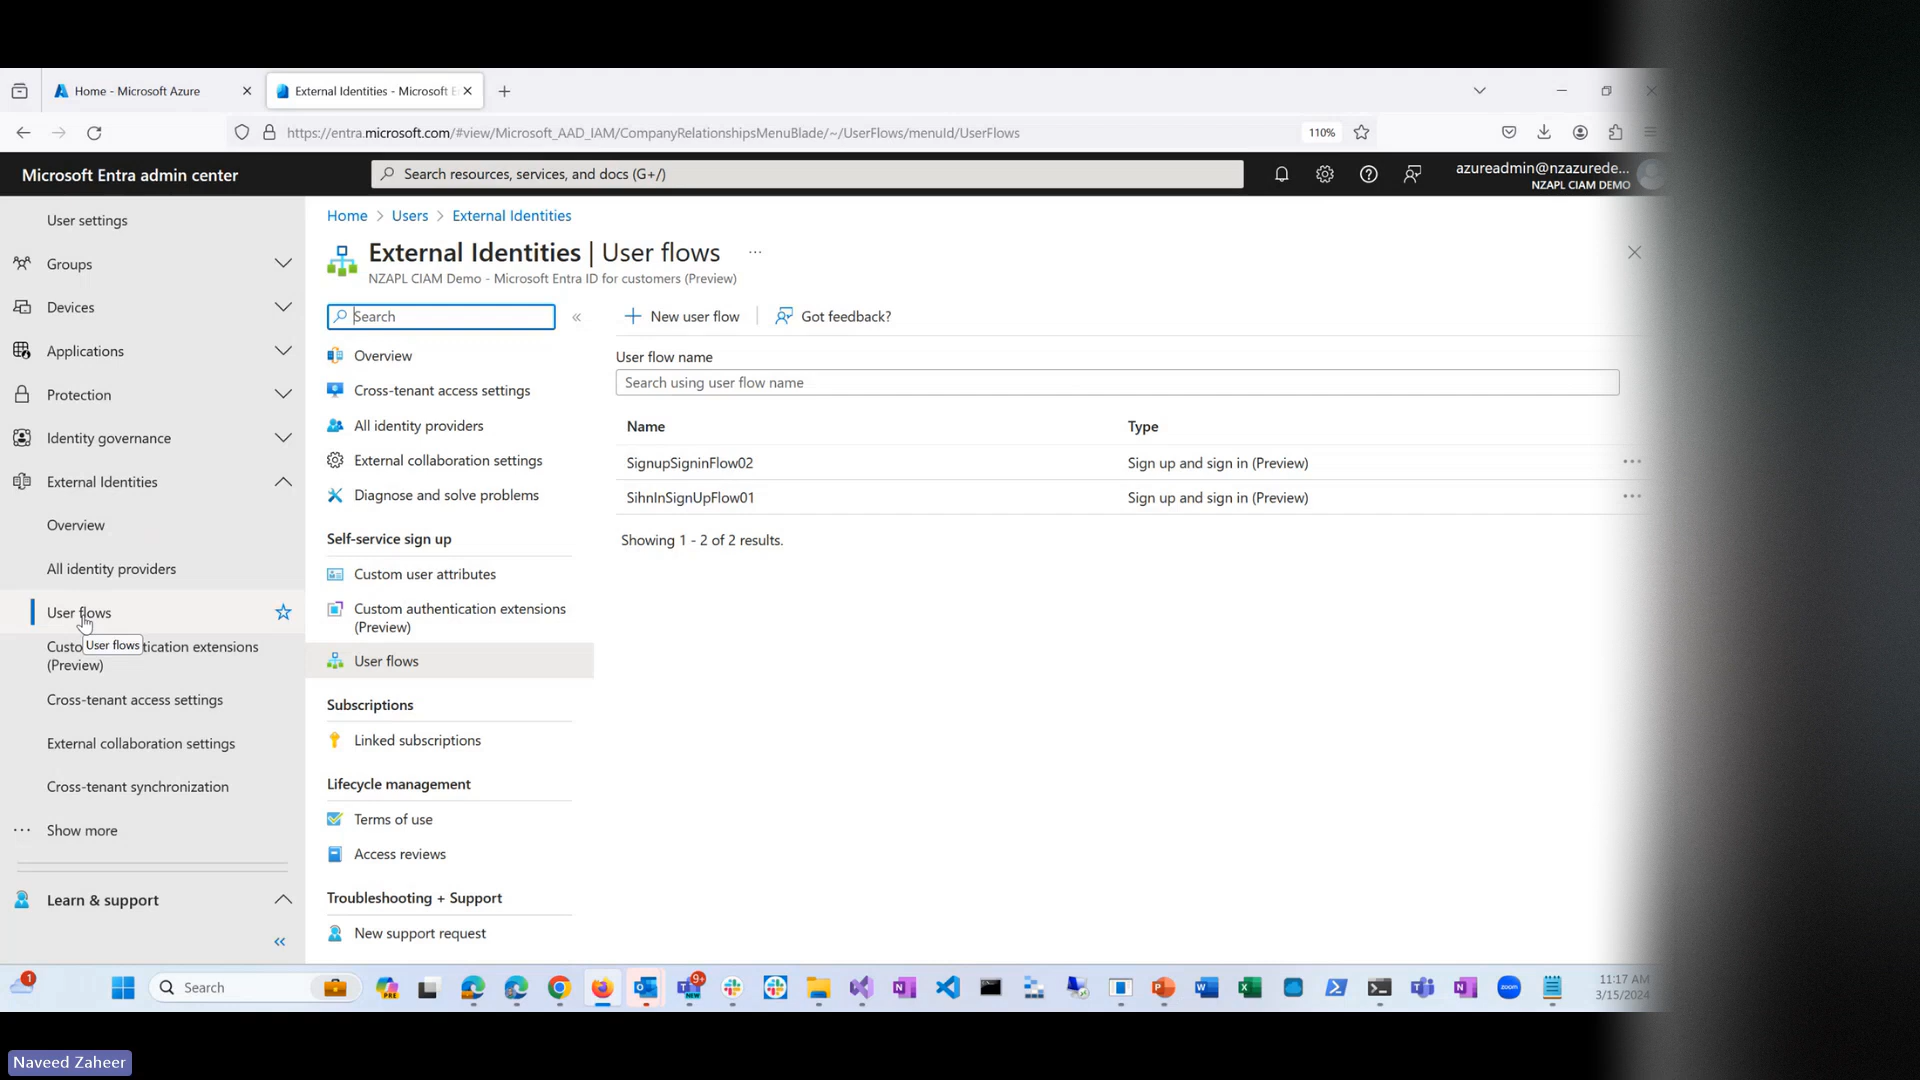 Home - Microsoft Azure
External Identities - Microsoft E
https://entra.microsoft.com/#view/Microsoft_AAD_IAM/CompanyRelationshipsMenuBlade/~/UserFlows/menuId/UserFlows
110%
Microsoft Entra admin center
Search resources, services, and docs (G+/)
azureadmin@nzazurede...
NZAPL CIAM DEMO
User settings
Groups
Devices
Applications
Protection
Identity governance
External Identities
Overview
All identity providers
User flows
User flows
(Preview)
Cross-tenant access settings
External collaboration settings
Cross-tenant synchronization
Show more
Learn & support
Home > Users > External Identities
External Identities | User flows ...
NZAPL CIAM Demo - Microsoft Entra ID for customers (Preview)
Search
Overview
Cross-tenant access settings
All identity providers
External collaboration settings
Diagnose and solve problems
Self-service sign up
Custom user attributes
Custom authentication extensions
(Preview)
User flows
Subscriptions
Linked subscriptions
Lifecycle management
Terms of use
Access reviews
Troubleshooting + Support
New support request
New user flow
Got feedback?
User flow name
Search using user flow name
Name Type
SignupSigninFlow02 Sign up and sign in (Preview)
SihnInSignUpFlow01 Sign up and sign in (Preview)
Showing 1 - 2 of 2 results.
1
Search
PRE
9+
NEW
zoom
11:17 AM
3/15/2024
Naveed Zaheer